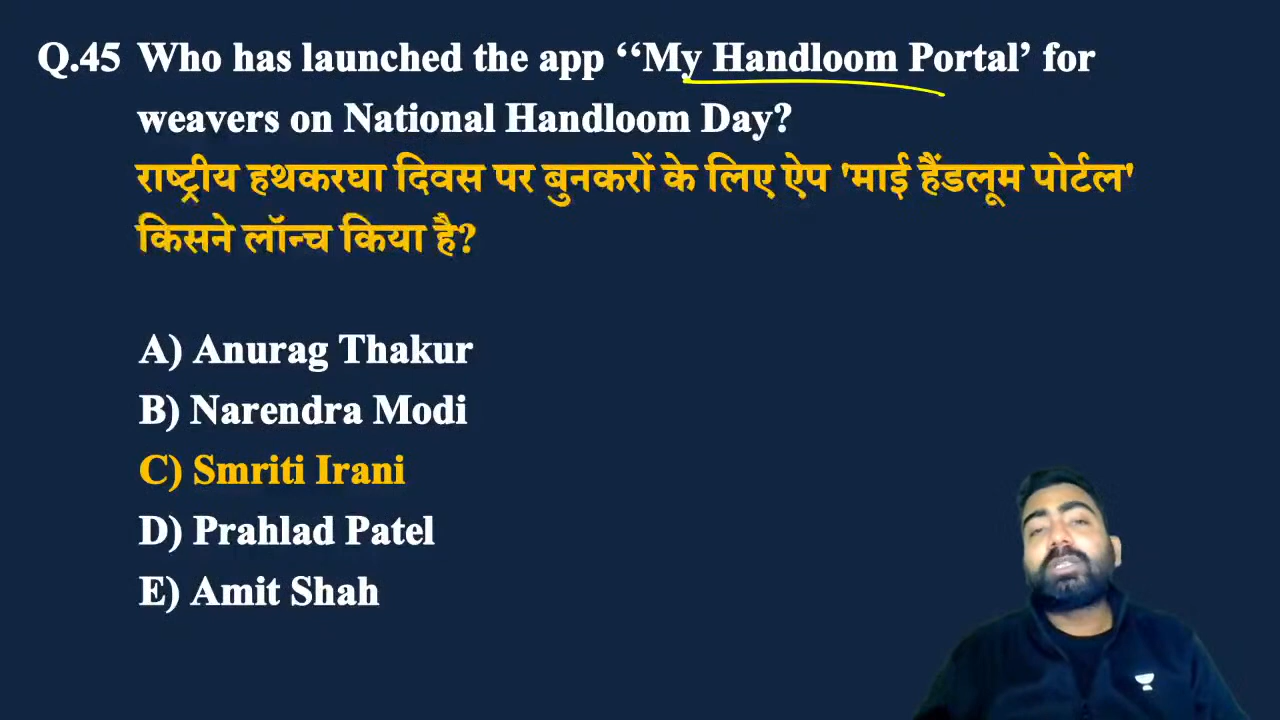 Q.45 Who has launched the app ‘‘My Handloom Portal’ for
weavers on National Handloom Day?
राष्ट्रीय हथकरघा दिवस पर बुनकरों के लिए ऐप 'माई हैंडलूम पोर्टल'
किसने लॉन्च किया है?
A) Anurag Thakur
B) Narendra Modi
C) Smriti Irani
D) Prahlad Patel
E) Amit Shah